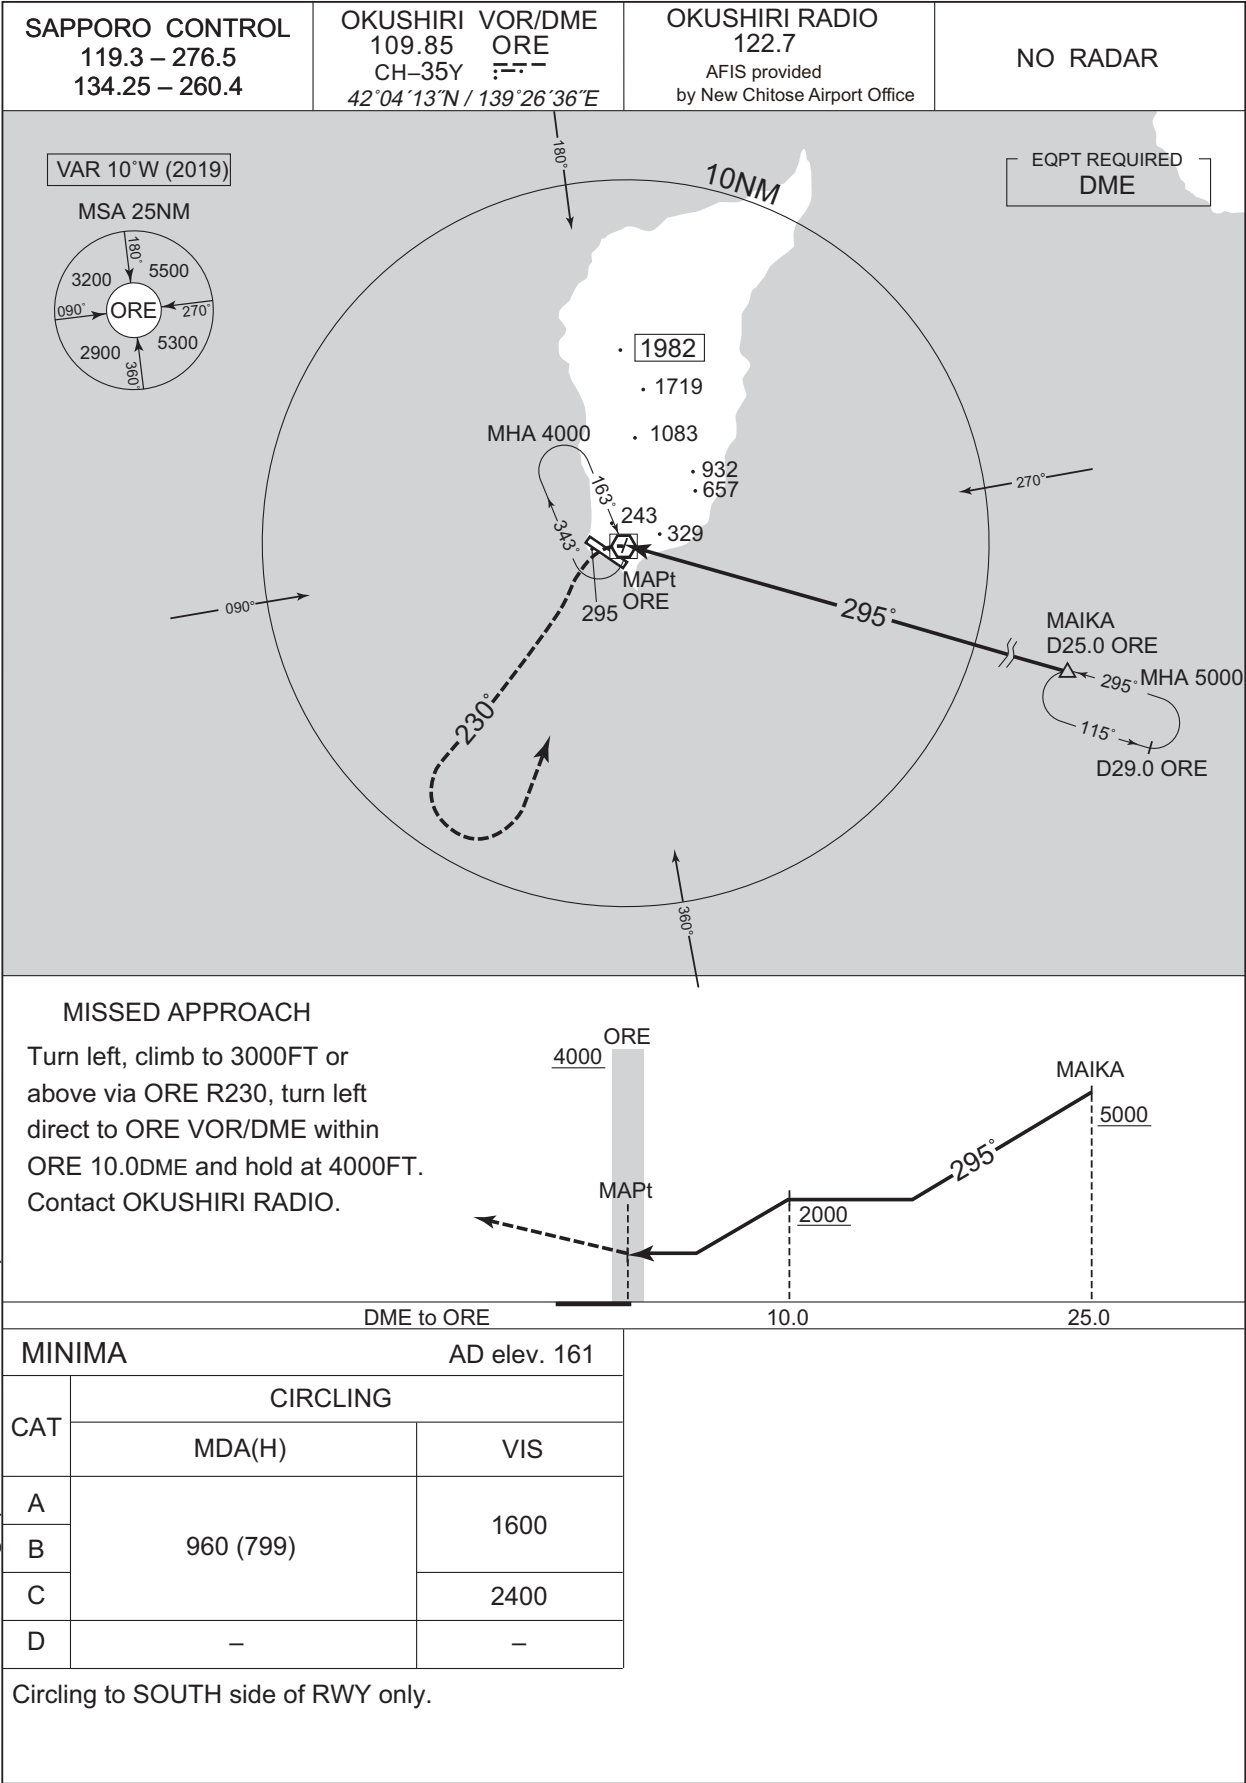 SAPPORO CONTROL
119.3 – 276.5
134.25 – 260.4
OKUSHIRI VOR/DME
109.85 ORE
CH–35Y
42°04´13˝N / 139°26´36˝E
OKUSHIRI RADIO
122.7
AFIS provided
by New Chitose Airport Office
NO RADAR
VAR 10°W (2019)
MSA 25NM
180°
3200
5500
090°
ORE
270°
2900
5300
360°
180°
10NM
EQPT REQUIRED
DME
1982
1719
MHA 4000
1083
932
657
163°
243
329
343°
270°
MAPt
ORE
295
090°
295°
MAIKA
D25.0 ORE
295°
MHA 5000
115°
D29.0 ORE
230°
360°
MISSED APPROACH
Turn left, climb to 3000FT or
above via ORE R230, turn left
direct to ORE VOR/DME within
ORE 10.0DME and hold at 4000FT.
Contact OKUSHIRI RADIO.
ORE
4000
MAIKA
5000
295°
MAPt
2000
DME to ORE 10.0 25.0
MINIMA AD elev. 161
CAT
CIRCLING
MDA(H) VIS
A
B
960 (799)
1600
C
2400
D – –
Circling to SOUTH side of RWY only.